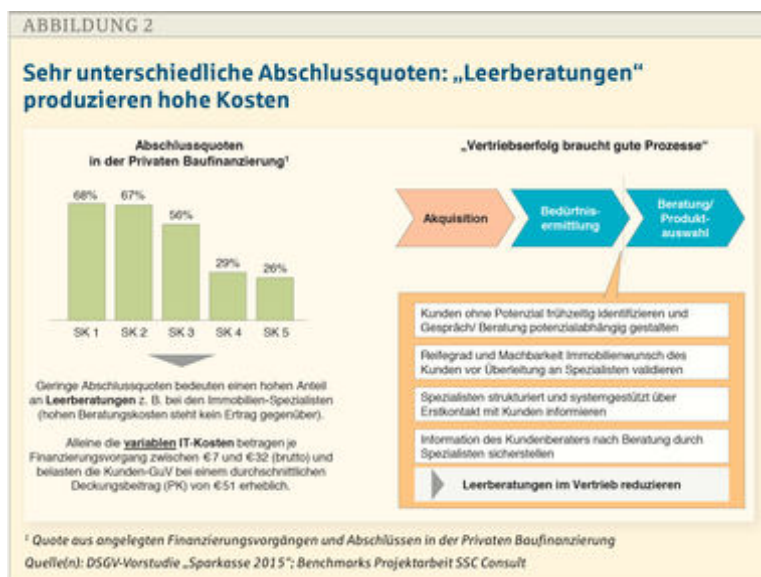 ABBILDUNG 2
Sehr unterschiedliche Abschlussquoten: „Leerberatungen“
produzieren hohe Kosten
Abschlussquoten
in der Privaten Baufinanzierung¹
68%
67%
56%
29%
26%
SK 1
SK 2
SK 3
SK 4
SK 5
Geringe Abschlussquoten bedeuten einen hohen Anteil
an Leerberatungen z. B. bei den Immobilien-Spezialisten
(hohen Beratungskosten steht kein Ertrag gegenüber).
Alleine die variablen IT-Kosten betragen je
Finanzierungsvorgang zwischen €7 und €32 (brutto) und
belasten die Kunden-GuV bei einem durchschnittlichen
Deckungsbeitrag (PK) von €51 erheblich.
„Vertriebserfolg braucht gute Prozesse“
Akquisition
Bedürfnis-
ermittlung
Beratung/
Produkt-
auswahl
Kunden ohne Potenzial frühzeitig identifizieren und
Gespräch/ Beratung potenzialabhängig gestalten
Reifegrad und Machbarkeit Immobilienwunsch des
Kunden vor Überleitung an Spezialisten validieren
Spezialisten strukturiert und systemgestützt über
Erstkontakt mit Kunden informieren
Information des Kundenberaters nach Beratung durch
Spezialisten sicherstellen
Leerberatungen im Vertrieb reduzieren
¹ Quote aus angelegten Finanzierungsvorgängen und Abschlüssen in der Privaten Baufinanzierung
Quelle(n): DSGV-Vorstudie „Sparkasse 2015“; Benchmarks Projektarbeit SSC Consult